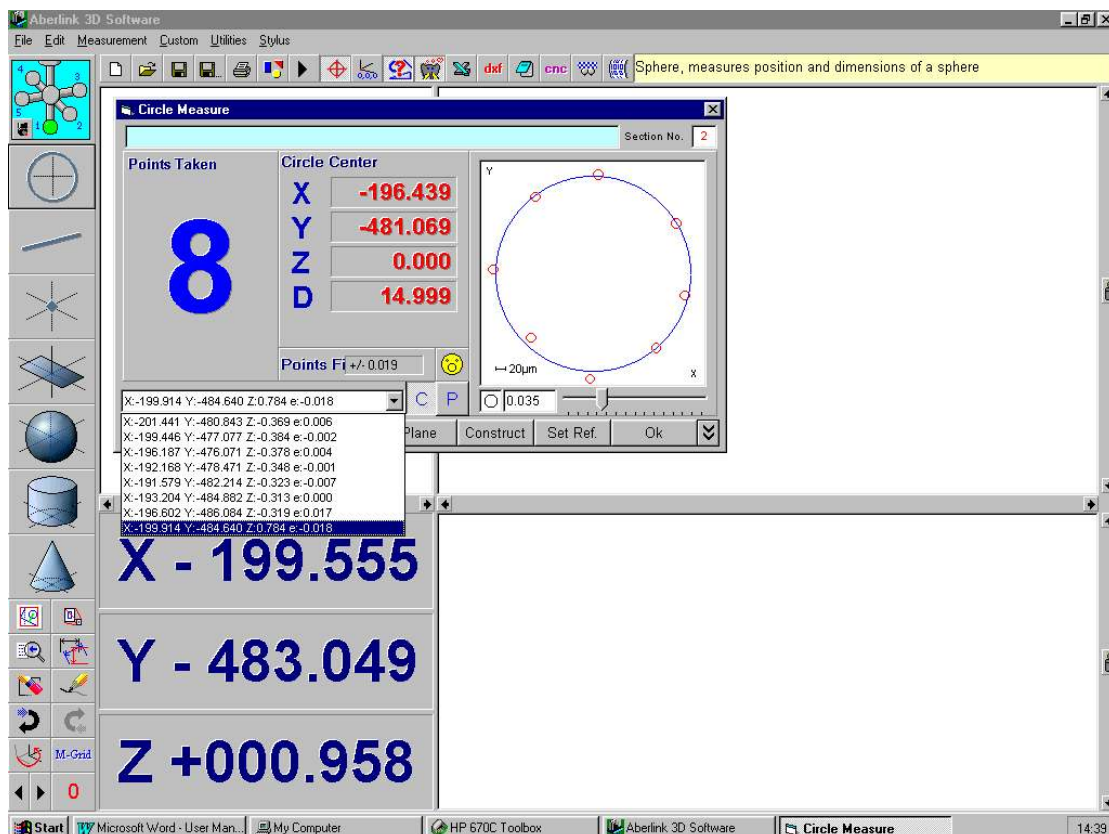 Aberlink 3D Software
File Edit Measurement Custom Utilities Stylus
4 3
5
1 2
dxf cnc Sphere, measures position and dimensions of a sphere
Circle Measure
Section No. 2
Points Taken
8
Circle Center
X -196.439
Y -481.069
Z 0.000
D 14.999
Points Fi +/- 0.019
Y
20µm
X
X:-199.914 Y:-484.640 Z:0.784 e:-0.018
C P
0.035
Plane Construct Set Ref. Ok
X:-201.441 Y:-480.843 Z:-0.369 e:0.006
X:-199.446 Y:-477.077 Z:-0.384 e:-0.002
X:-196.187 Y:-476.071 Z:-0.378 e:0.004
X:-192.168 Y:-478.471 Z:-0.348 e:-0.001
X:-191.579 Y:-482.214 Z:-0.323 e:-0.007
X:-193.204 Y:-484.882 Z:-0.313 e:0.000
X:-196.602 Y:-486.084 Z:-0.319 e:0.017
X:-199.914 Y:-484.640 Z:0.784 e:-0.018
X - 199.555
Y - 483.049
Z +000.958
M-Grid
0
Start Microsoft Word - User Man... My Computer HP 670C Toolbox Aberlink 3D Software Circle Measure 14:39